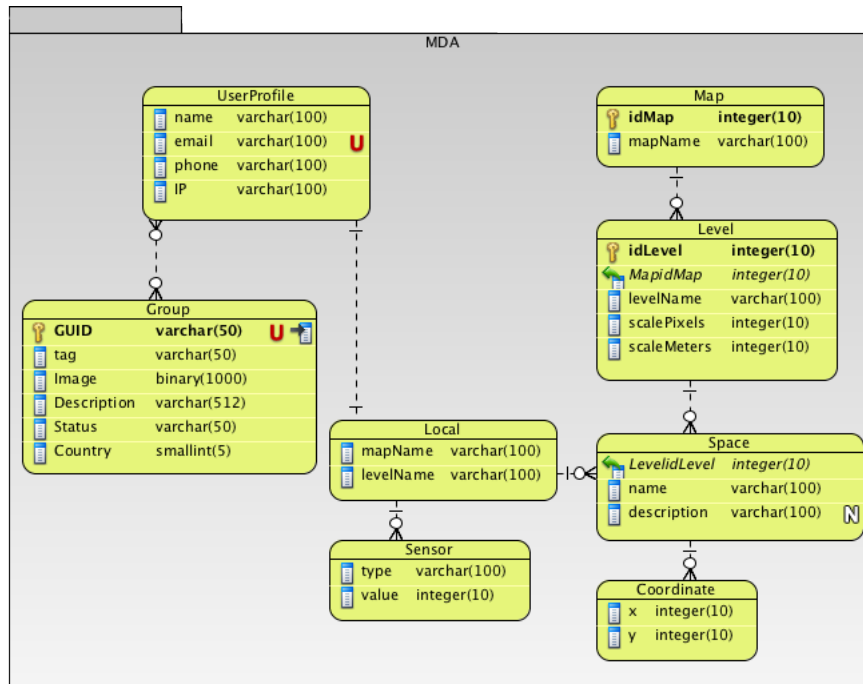 MDA
UserProfile
name varchar(100)
email varchar(100) U
phone varchar(100)
IP varchar(100)
Map
idMap integer(10)
mapName varchar(100)
Level
idLevel integer(10)
MapidMap integer(10)
levelName varchar(100)
scalePixels integer(10)
scaleMeters integer(10)
Group
GUID varchar(50) U
tag varchar(50)
Image binary(1000)
Description varchar(512)
Status varchar(50)
Country smallint(5)
Local
mapName varchar(100)
levelName varchar(100)
Space
LevelidLevel integer(10)
name varchar(100)
description varchar(100) N
Sensor
type varchar(100)
value integer(10)
Coordinate
x integer(10)
y integer(10)